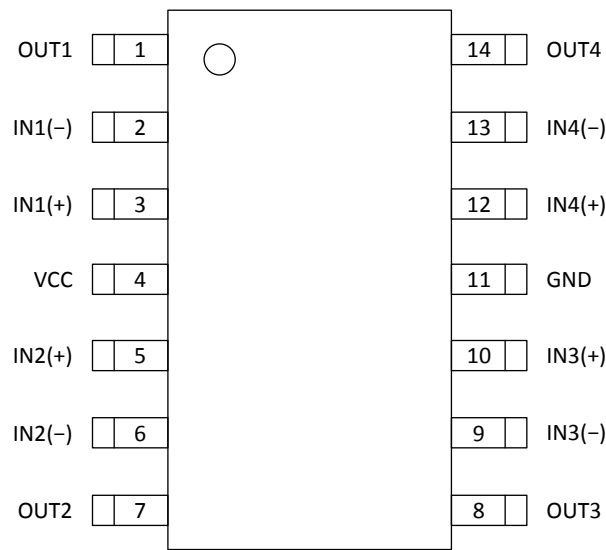 OUT1 1 14 OUT4
IN1(−) 2 13 IN4(−)
IN1(+) 3 12 IN4(+)
VCC 4 11 GND
IN2(+) 5 10 IN3(+)
IN2(−) 6 9 IN3(−)
OUT2 7 8 OUT3